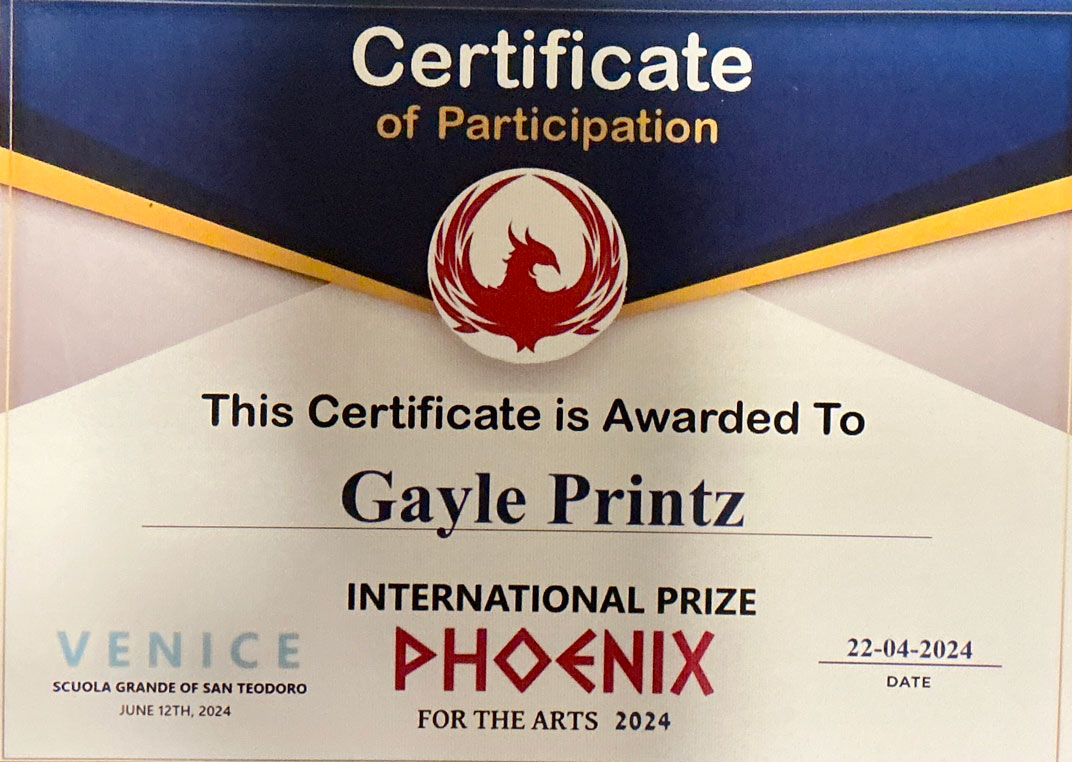 Certificate
of Participation
This Certificate is Awarded To
Gayle Printz
INTERNATIONAL PRIZE
PHOENIX
FOR THE ARTS 2024
VENICE
SCUOLA GRANDE OF SAN TEODORO
JUNE 12TH, 2024
22-04-2024
DATE